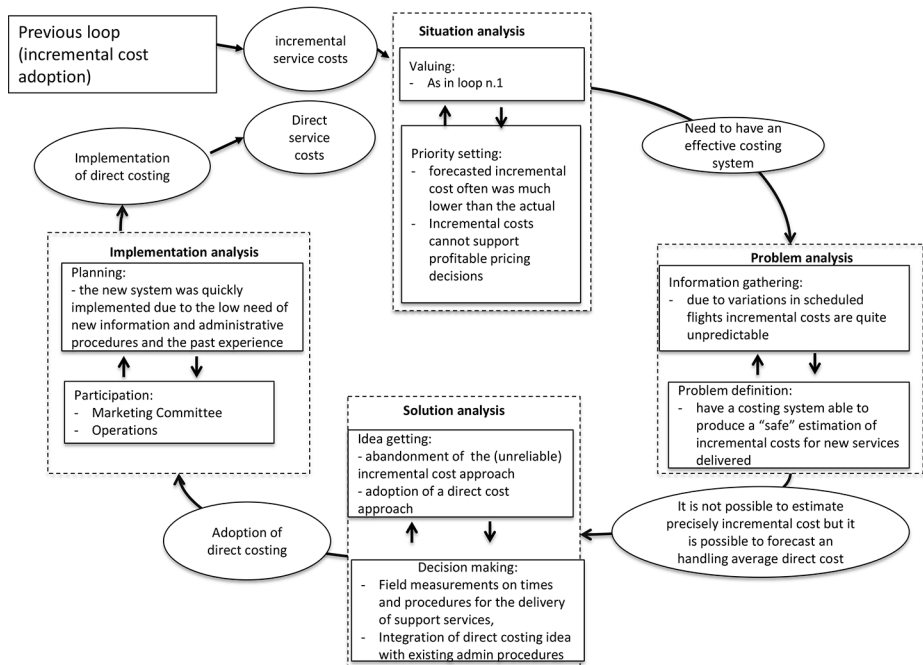 Previous loop
(incremental cost
adoption)
incremental
service costs
Situation analysis
Valuing:
- As in loop n.1
Priority setting:
- forecasted incremental
cost often was much
lower than the actual
- Incremental costs
cannot support
profitable pricing
decisions
Need to have an
effective costing
system
Problem analysis
Information gathering:
- due to variations in scheduled
flights incremental costs are quite
unpredictable
Problem definition:
- have a costing system able to
produce a “safe” estimation of
incremental costs for new services
delivered
It is not possible to estimate
precisely incremental cost but it
is possible to forecast an
handling average direct cost
Solution analysis
Idea getting:
- abandonment of the (unreliable)
incremental cost approach
- adoption of a direct cost
approach
Decision making:
- Field measurements on times
and procedures for the delivery
of support services,
- Integration of direct costing idea
with existing admin procedures
Adoption of
direct costing
Implementation analysis
Planning:
- the new system was quickly
implemented due to the low need of
new information and administrative
procedures and the past experience
Participation:
- Marketing Committee
- Operations
Implementation
of direct costing
Direct
service
costs